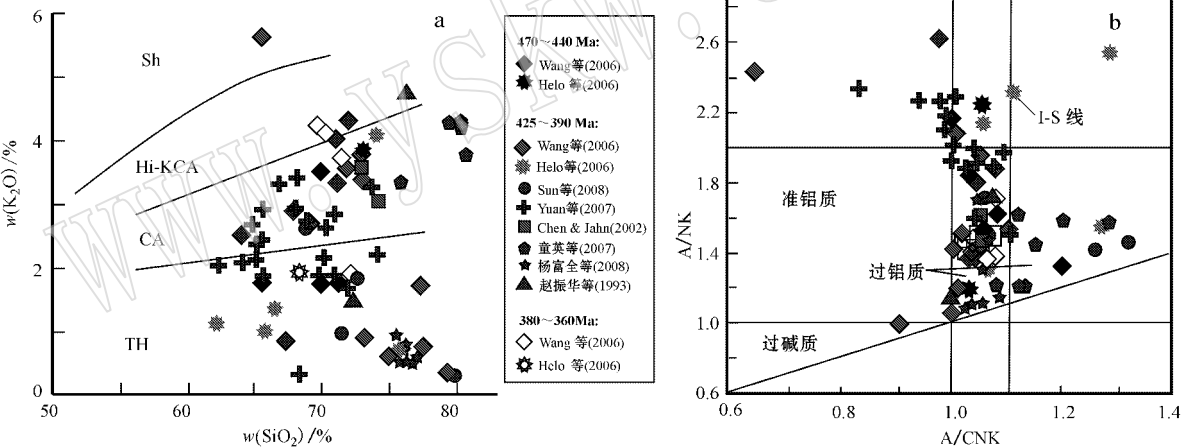 a
6
4
2
0
w(K₂O)/%
Sh
Hi-KCA
CA
TH
50
60
70
80
w(SiO₂)/%
470～440 Ma:
Wang等(2006)
Helo 等(2006)
425～390 Ma:
Wang等(2006)
Helo等(2006)
Sun等(2008)
Yuan等(2007)
Chen & Jahn(2002)
童英等(2007)
杨富全等(2008)
赵振华等(1993)
380～360Ma:
Wang 等(2006)
Helo 等(2006)
b
2.6
2.2
1.8
1.4
1.0
0.6
A/NK
I-S 线
准铝质
过铝质
过碱质
0.6
0.8
1.0
1.2
1.4
A/CNK